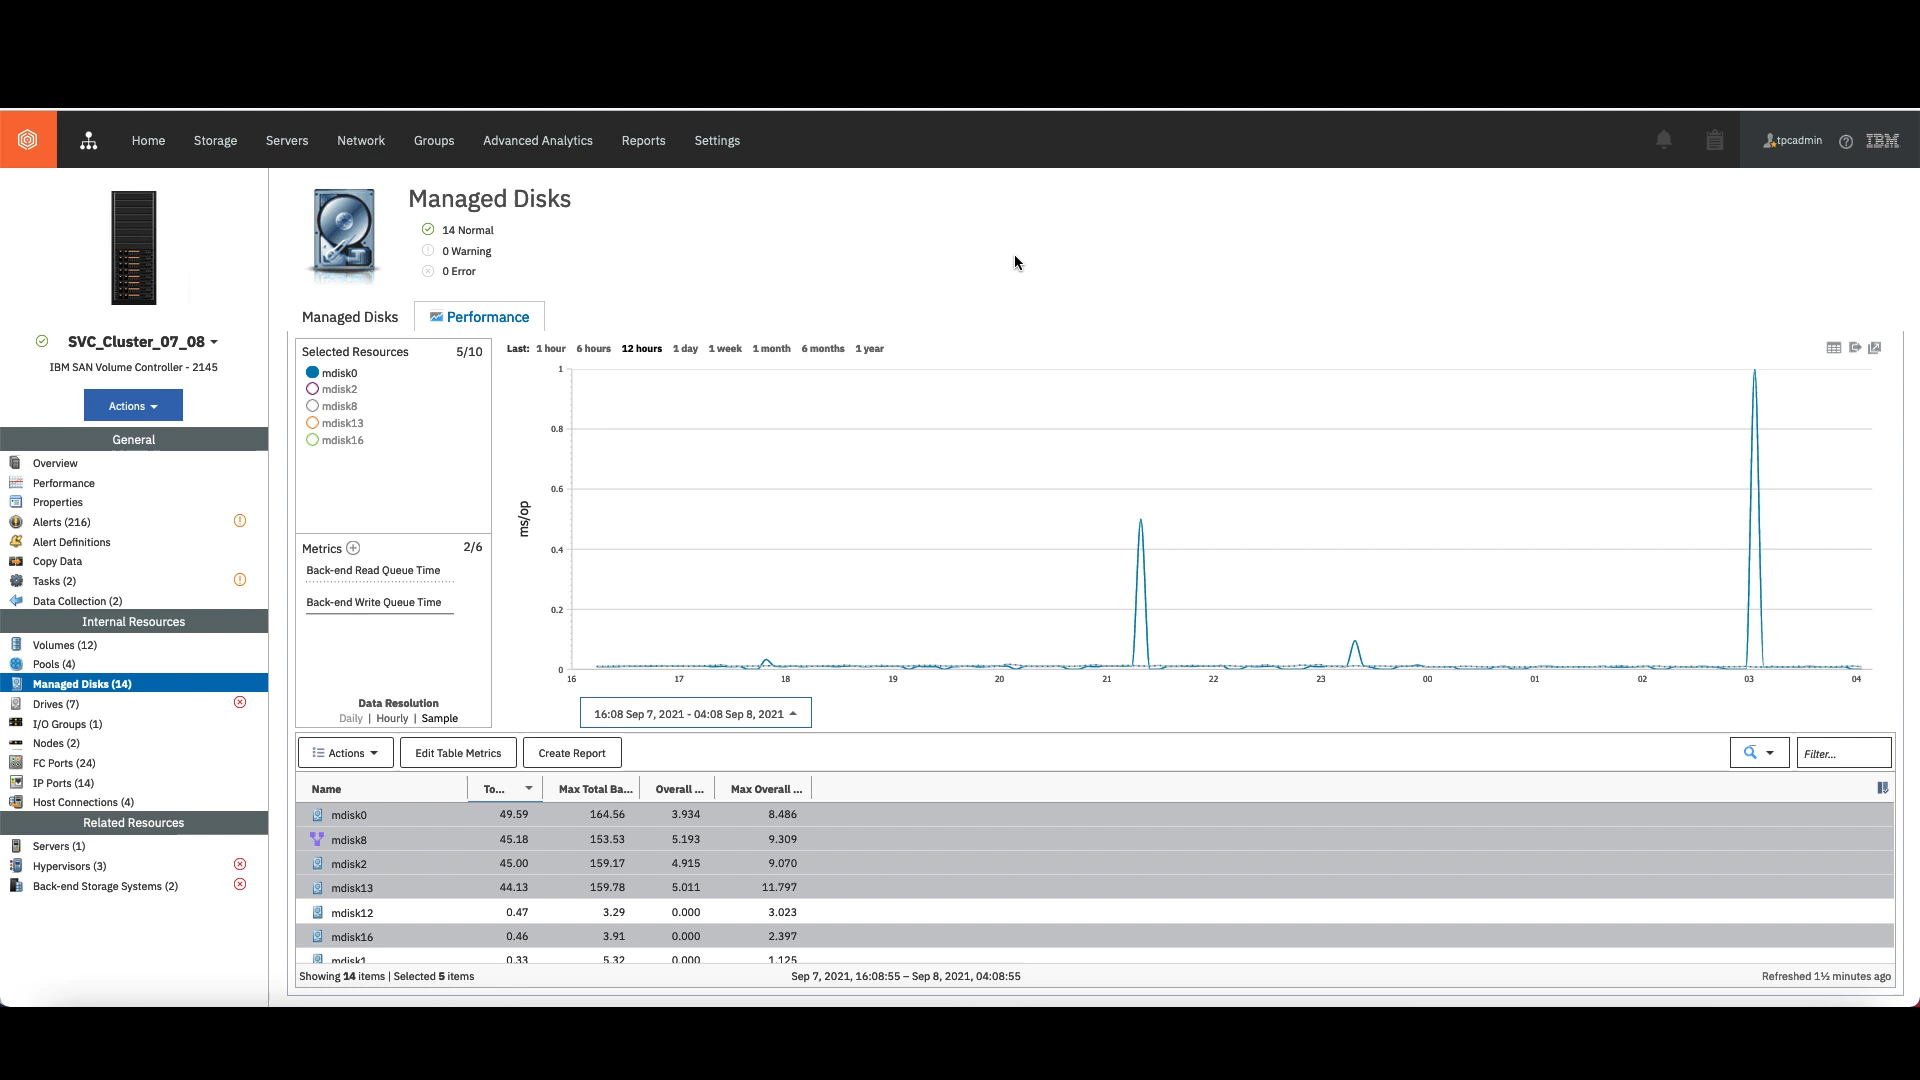 Home Storage Servers Network Groups Advanced Analytics Reports Settings tpcadmin IBM
Managed Disks
14 Normal
0 Warning
0 Error
SVC_Cluster_07_08
IBM SAN Volume Controller - 2145
Actions
General
Overview
Performance
Properties
Alerts (216)
Alert Definitions
Copy Data
Tasks (2)
Data Collection (2)
Internal Resources
Volumes (12)
Pools (4)
Managed Disks (14)
Drives (7)
I/O Groups (1)
Nodes (2)
FC Ports (24)
IP Ports (14)
Host Connections (4)
Related Resources
Servers (1)
Hypervisors (3)
Back-end Storage Systems (2)
Managed Disks Performance
Selected Resources 5/10
mdisk0
mdisk2
mdisk8
mdisk13
mdisk16
Metrics 2/6
Back-end Read Queue Time
Back-end Write Queue Time
Data Resolution
Daily | Hourly | Sample
Last: 1 hour 6 hours 12 hours 1 day 1 week 1 month 6 months 1 year
ms/op
1
0.8
0.6
0.4
0.2
0
16 17 18 19 20 21 22 23 00 01 02 03 04
16:08 Sep 7, 2021 - 04:08 Sep 8, 2021
Actions Edit Table Metrics Create Report Filter...
Name To... Max Total Ba... Overall ... Max Overall ...
mdisk0 49.59 164.56 3.934 8.486
mdisk8 45.18 153.53 5.193 9.309
mdisk2 45.00 159.17 4.915 9.070
mdisk13 44.13 159.78 5.011 11.797
mdisk12 0.47 3.29 0.000 3.023
mdisk16 0.46 3.91 0.000 2.397
mdisk1 0.33 5.32 0.000 1.125
Showing 14 items | Selected 5 items Sep 7, 2021, 16:08:55 – Sep 8, 2021, 04:08:55 Refreshed 1½ minutes ago